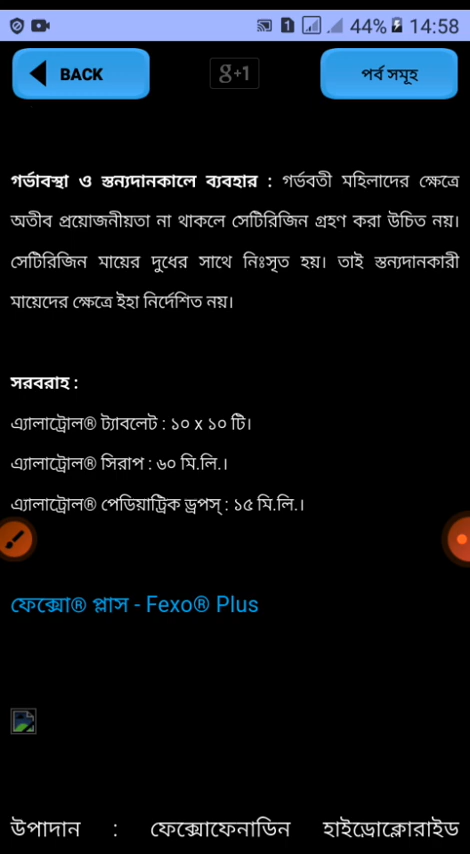 44% 14:58
BACK
g+1
পর্ব সমূহ
গর্ভাবস্থা ও স্তন্যদানকালে ব্যবহার : গর্ভবতী মহিলাদের ক্ষেত্রে
অতীব প্রয়োজনীয়তা না থাকলে সেটিরিজিন গ্রহণ করা উচিত নয়।
সেটিরিজিন মায়ের দুধের সাথে নিঃসৃত হয়। তাই স্তন্যদানকারী
মায়েদের ক্ষেত্রে ইহা নির্দেশিত নয়।
সরবরাহ :
এ্যালাট্রোল® ট্যাবলেট : ১০ x ১০ টি।
এ্যালাট্রোল® সিরাপ : ৬০ মি.লি.।
এ্যালাট্রোল® পেডিয়াট্রিক ড্রপস্ : ১৫ মি.লি.।
ফেক্সো® প্লাস - Fexo® Plus
উপাদান : ফেক্সোফেনাডিন হাইড্রোক্লোরাইড